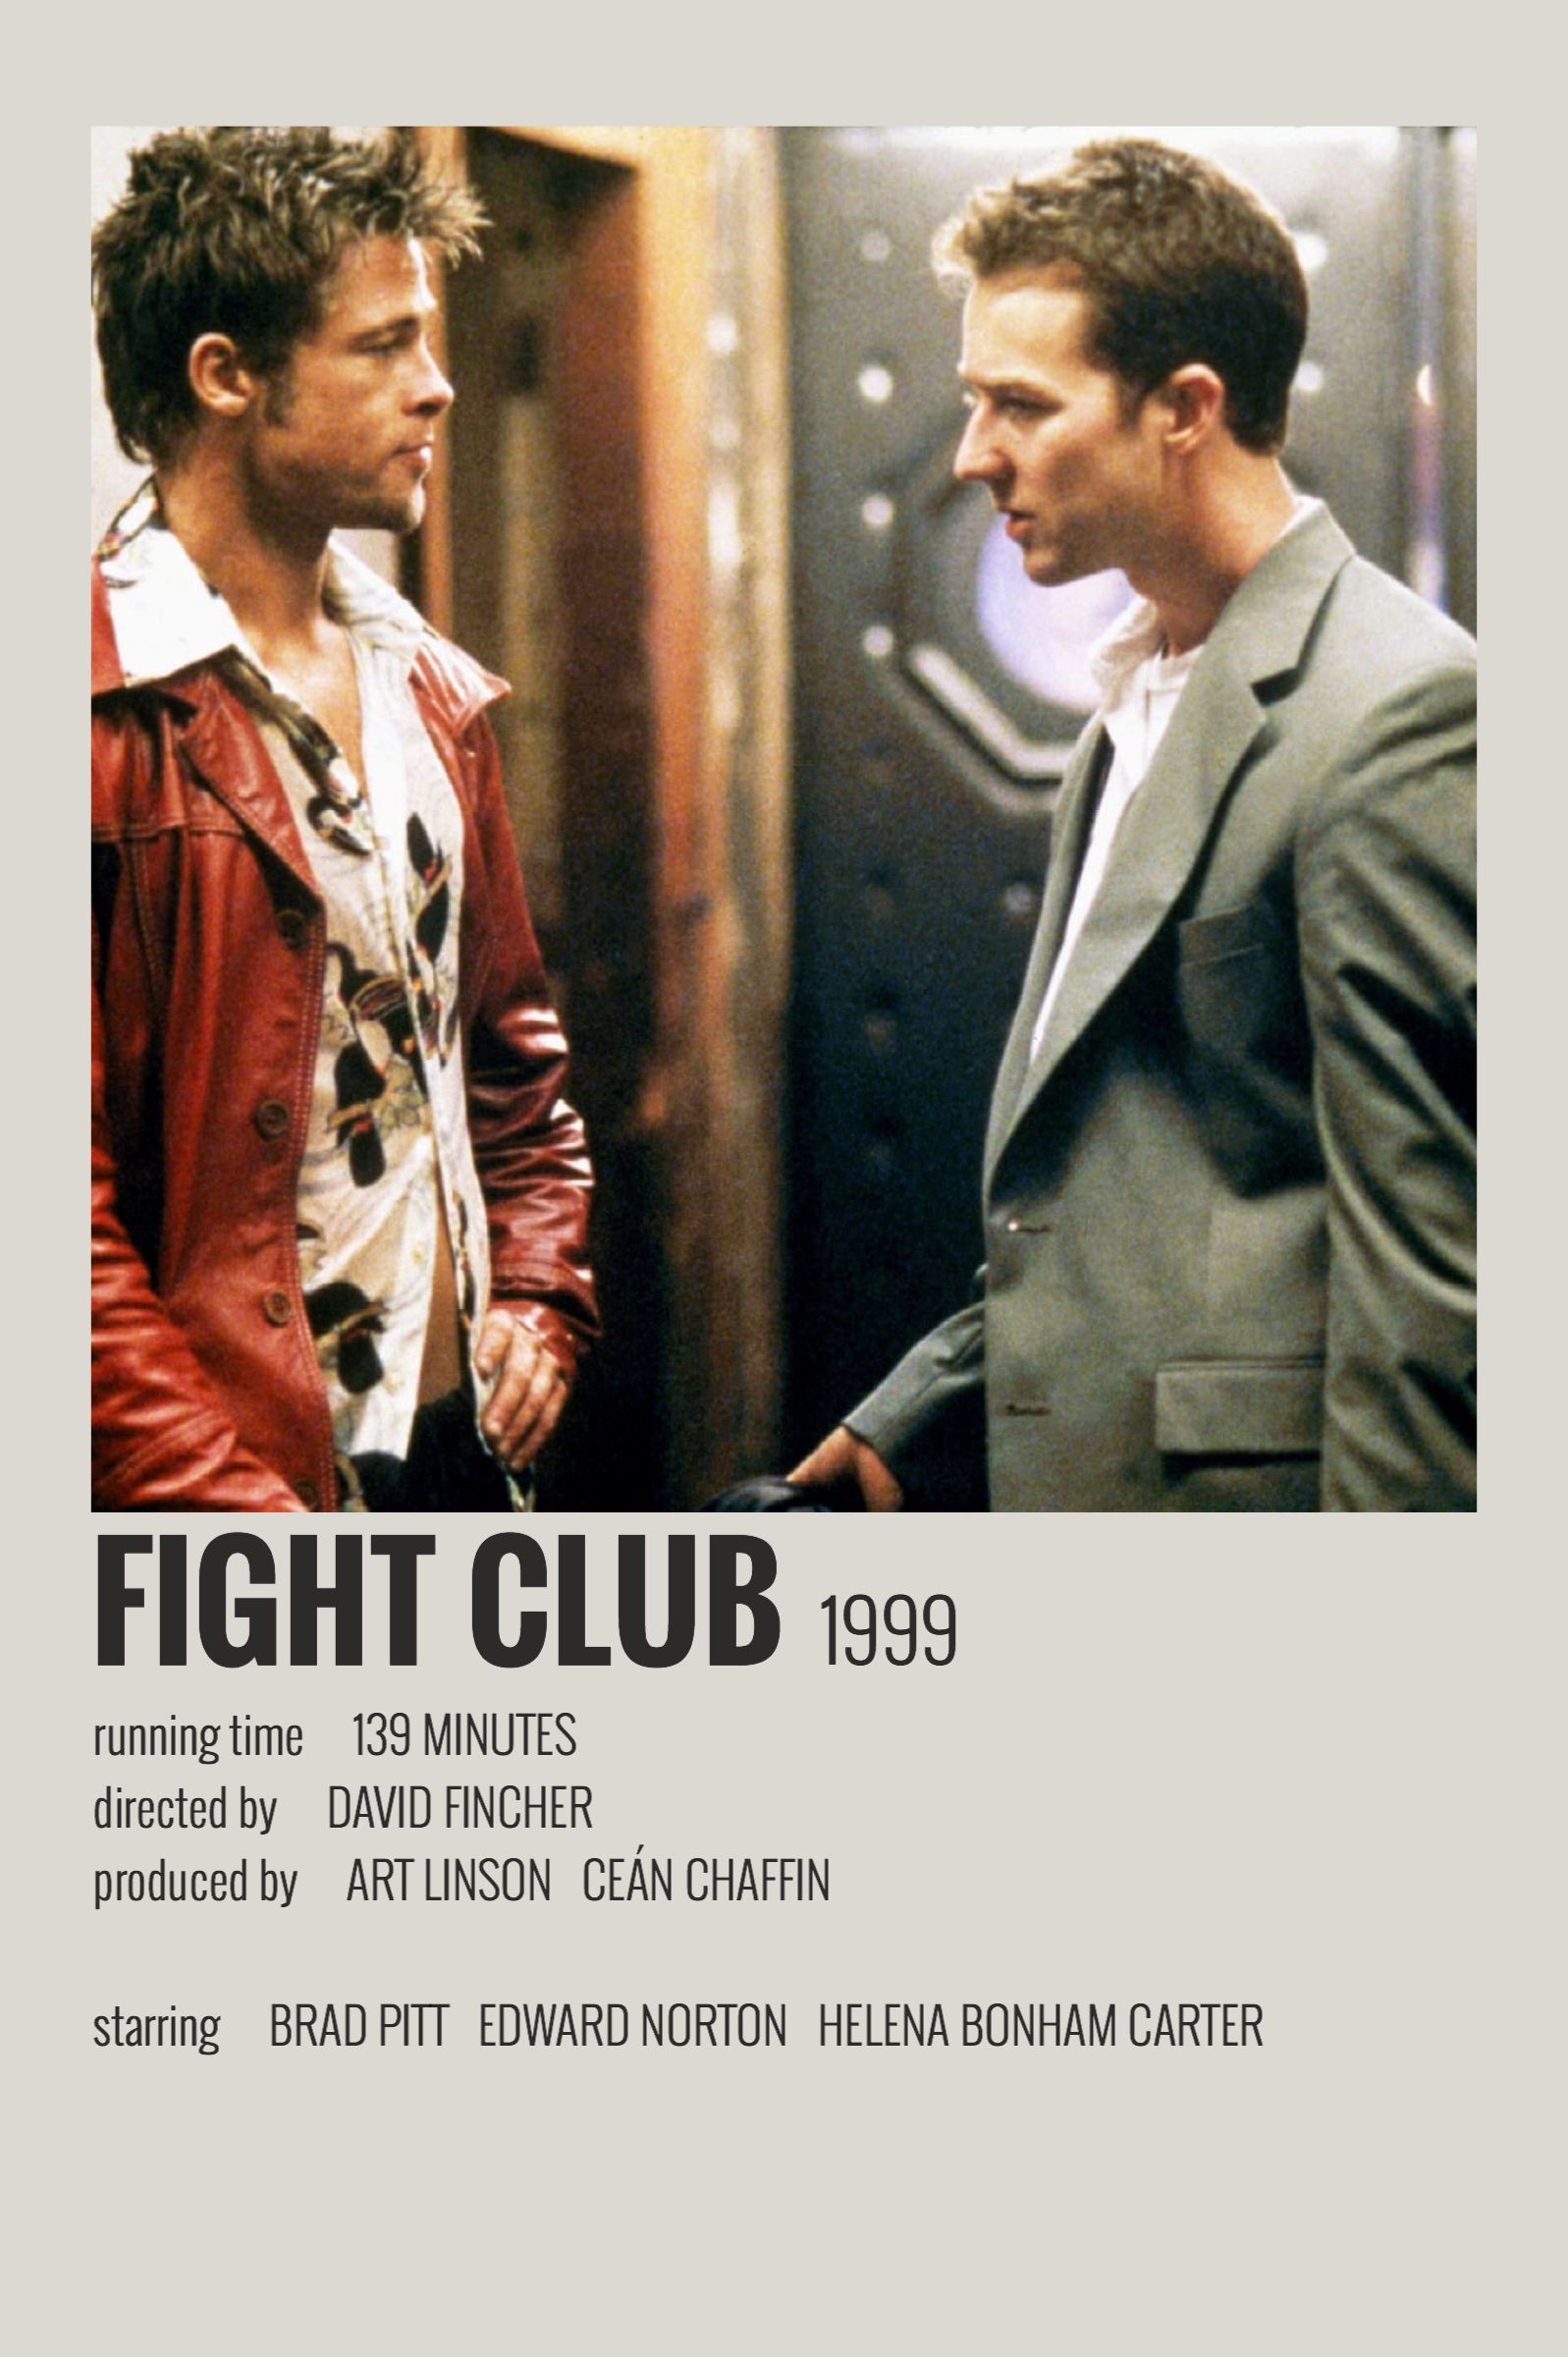 FIGHT CLUB 1999
running time 139 MINUTES
directed by DAVID FINCHER
produced by ART LINSON CEÁN CHAFFIN
starring BRAD PITT EDWARD NORTON HELENA BONHAM CARTER